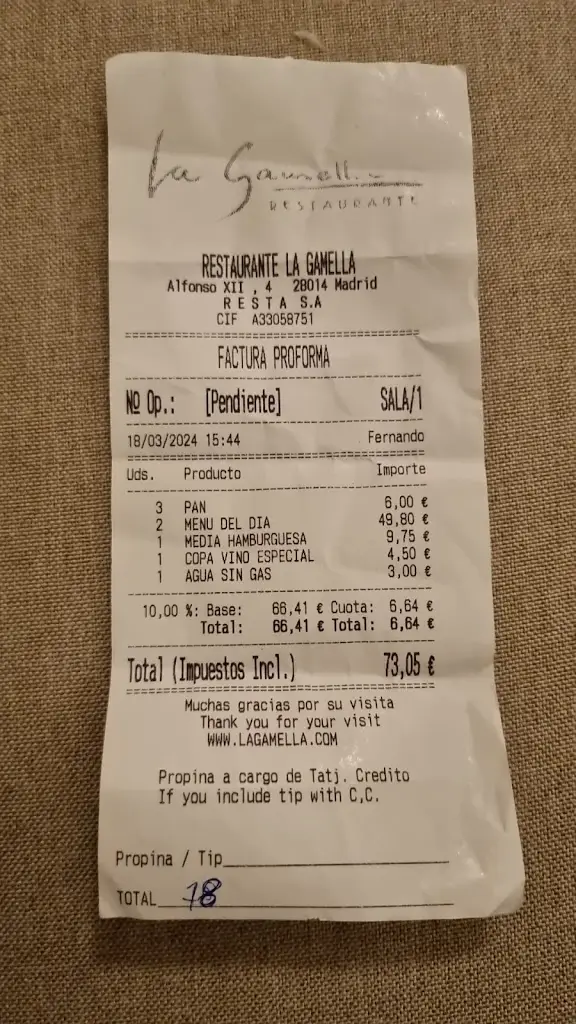 La Gamella
RESTAURANTE
RESTAURANTE LA GAMELLA
Alfonso XII , 4 28014 Madrid
RESTA S.A
CIF A33058751
FACTURA PROFORMA
Nº Op.: [Pendiente] SALA/1
18/03/2024 15:44 Fernando
Uds. Producto Importe
3 PAN 6,00 €
2 MENU DEL DIA 49,80 €
1 MEDIA HAMBURGUESA 9,75 €
1 COPA VINO ESPECIAL 4,50 €
1 AGUA SIN GAS 3,00 €
10,00 %: Base: 66,41 € Cuota: 6,64 €
Total: 66,41 € Total: 6,64 €
Total (Impuestos Incl.) 73,05 €
Muchas gracias por su visita
Thank you for your visit
WWW.LAGAMELLA.COM
Propina a cargo de Tatj. Credito
If you include tip with C,C.
Propina / Tip
TOTAL 78